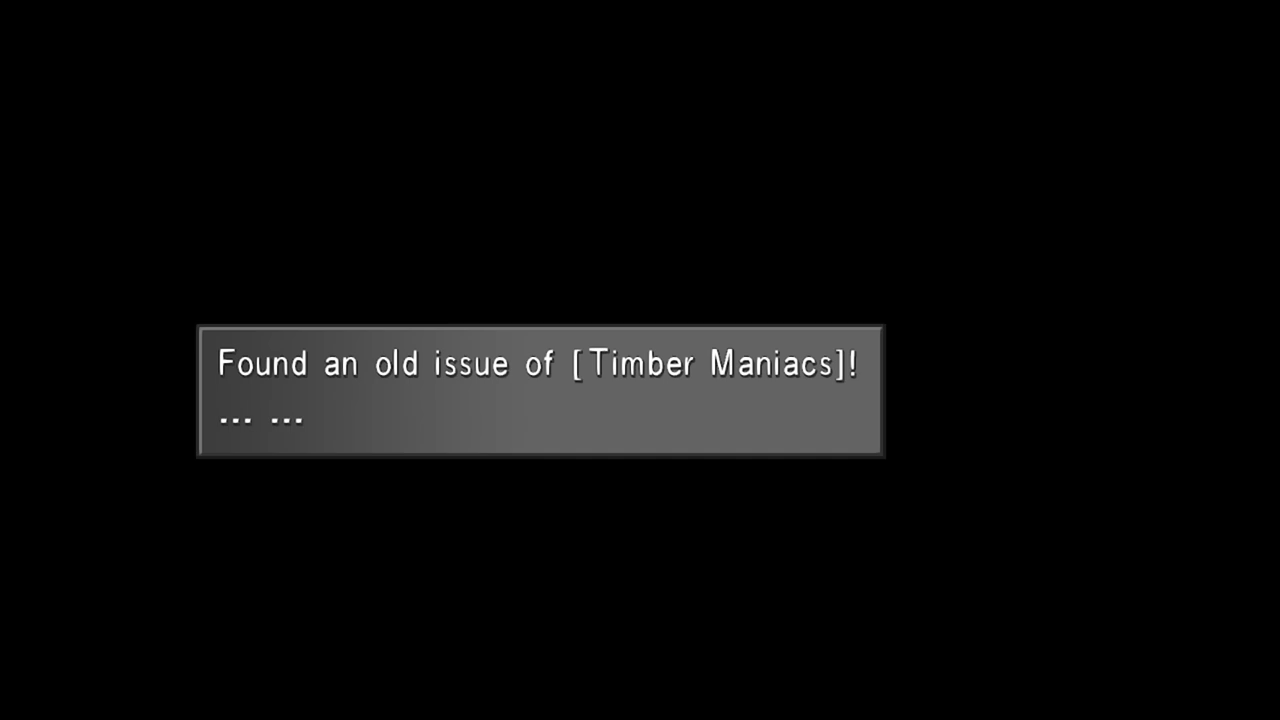 Found an old issue of [Timber Maniacs]!
... ...